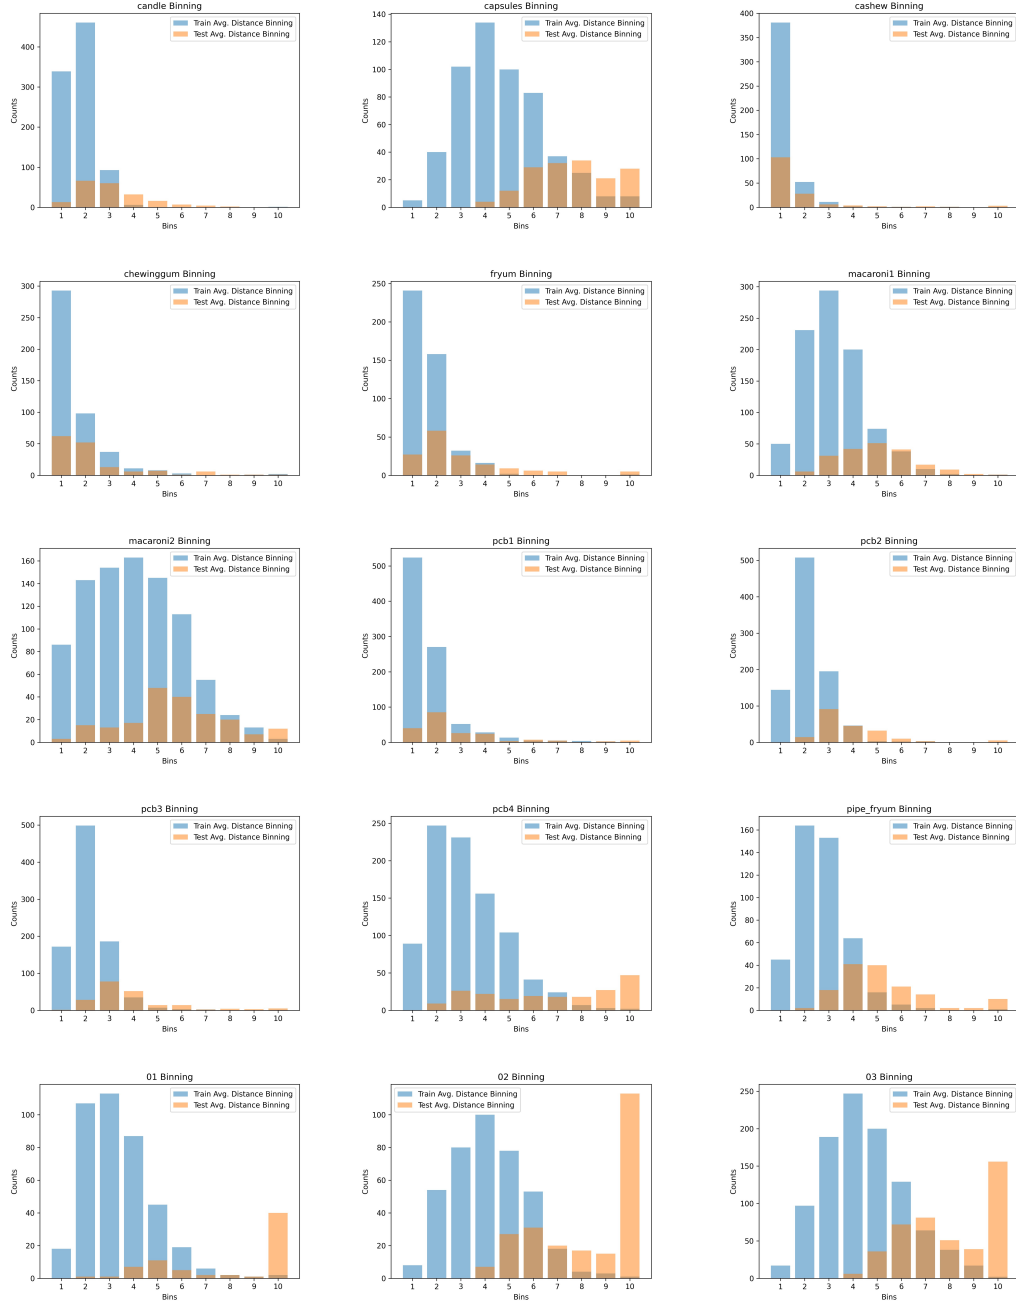 candle Binning
Counts
400
300
200
100
0
Train Avg. Distance Binning
Test Avg. Distance Binning
1 2 3 4 5 6 7 8 9 10
Bins
capsules Binning
Counts
140
120
100
80
60
40
20
0
Train Avg. Distance Binning
Test Avg. Distance Binning
1 2 3 4 5 6 7 8 9 10
Bins
cashew Binning
Counts
400
350
300
250
200
150
100
50
0
Train Avg. Distance Binning
Test Avg. Distance Binning
1 2 3 4 5 6 7 8 9 10
Bins
chewinggum Binning
Counts
300
250
200
150
100
50
0
Train Avg. Distance Binning
Test Avg. Distance Binning
1 2 3 4 5 6 7 8 9 10
Bins
fryum Binning
Counts
250
200
150
100
50
0
Train Avg. Distance Binning
Test Avg. Distance Binning
1 2 3 4 5 6 7 8 9 10
Bins
macaroni1 Binning
Counts
300
250
200
150
100
50
0
Train Avg. Distance Binning
Test Avg. Distance Binning
1 2 3 4 5 6 7 8 9 10
Bins
macaroni2 Binning
Counts
160
140
120
100
80
60
40
20
0
Train Avg. Distance Binning
Test Avg. Distance Binning
1 2 3 4 5 6 7 8 9 10
Bins
pcb1 Binning
Counts
500
400
300
200
100
0
Train Avg. Distance Binning
Test Avg. Distance Binning
1 2 3 4 5 6 7 8 9 10
Bins
pcb2 Binning
Counts
500
400
300
200
100
0
Train Avg. Distance Binning
Test Avg. Distance Binning
1 2 3 4 5 6 7 8 9 10
Bins
pcb3 Binning
Counts
500
400
300
200
100
0
Train Avg. Distance Binning
Test Avg. Distance Binning
1 2 3 4 5 6 7 8 9 10
Bins
pcb4 Binning
Counts
250
200
150
100
50
0
Train Avg. Distance Binning
Test Avg. Distance Binning
1 2 3 4 5 6 7 8 9 10
Bins
pipe_fryum Binning
Counts
160
140
120
100
80
60
40
20
0
Train Avg. Distance Binning
Test Avg. Distance Binning
1 2 3 4 5 6 7 8 9 10
Bins
01 Binning
Counts
100
80
60
40
20
0
Train Avg. Distance Binning
Test Avg. Distance Binning
1 2 3 4 5 6 7 8 9 10
Bins
02 Binning
Counts
100
80
60
40
20
0
Train Avg. Distance Binning
Test Avg. Distance Binning
1 2 3 4 5 6 7 8 9 10
Bins
03 Binning
Counts
250
200
150
100
50
0
Train Avg. Distance Binning
Test Avg. Distance Binning
1 2 3 4 5 6 7 8 9 10
Bins